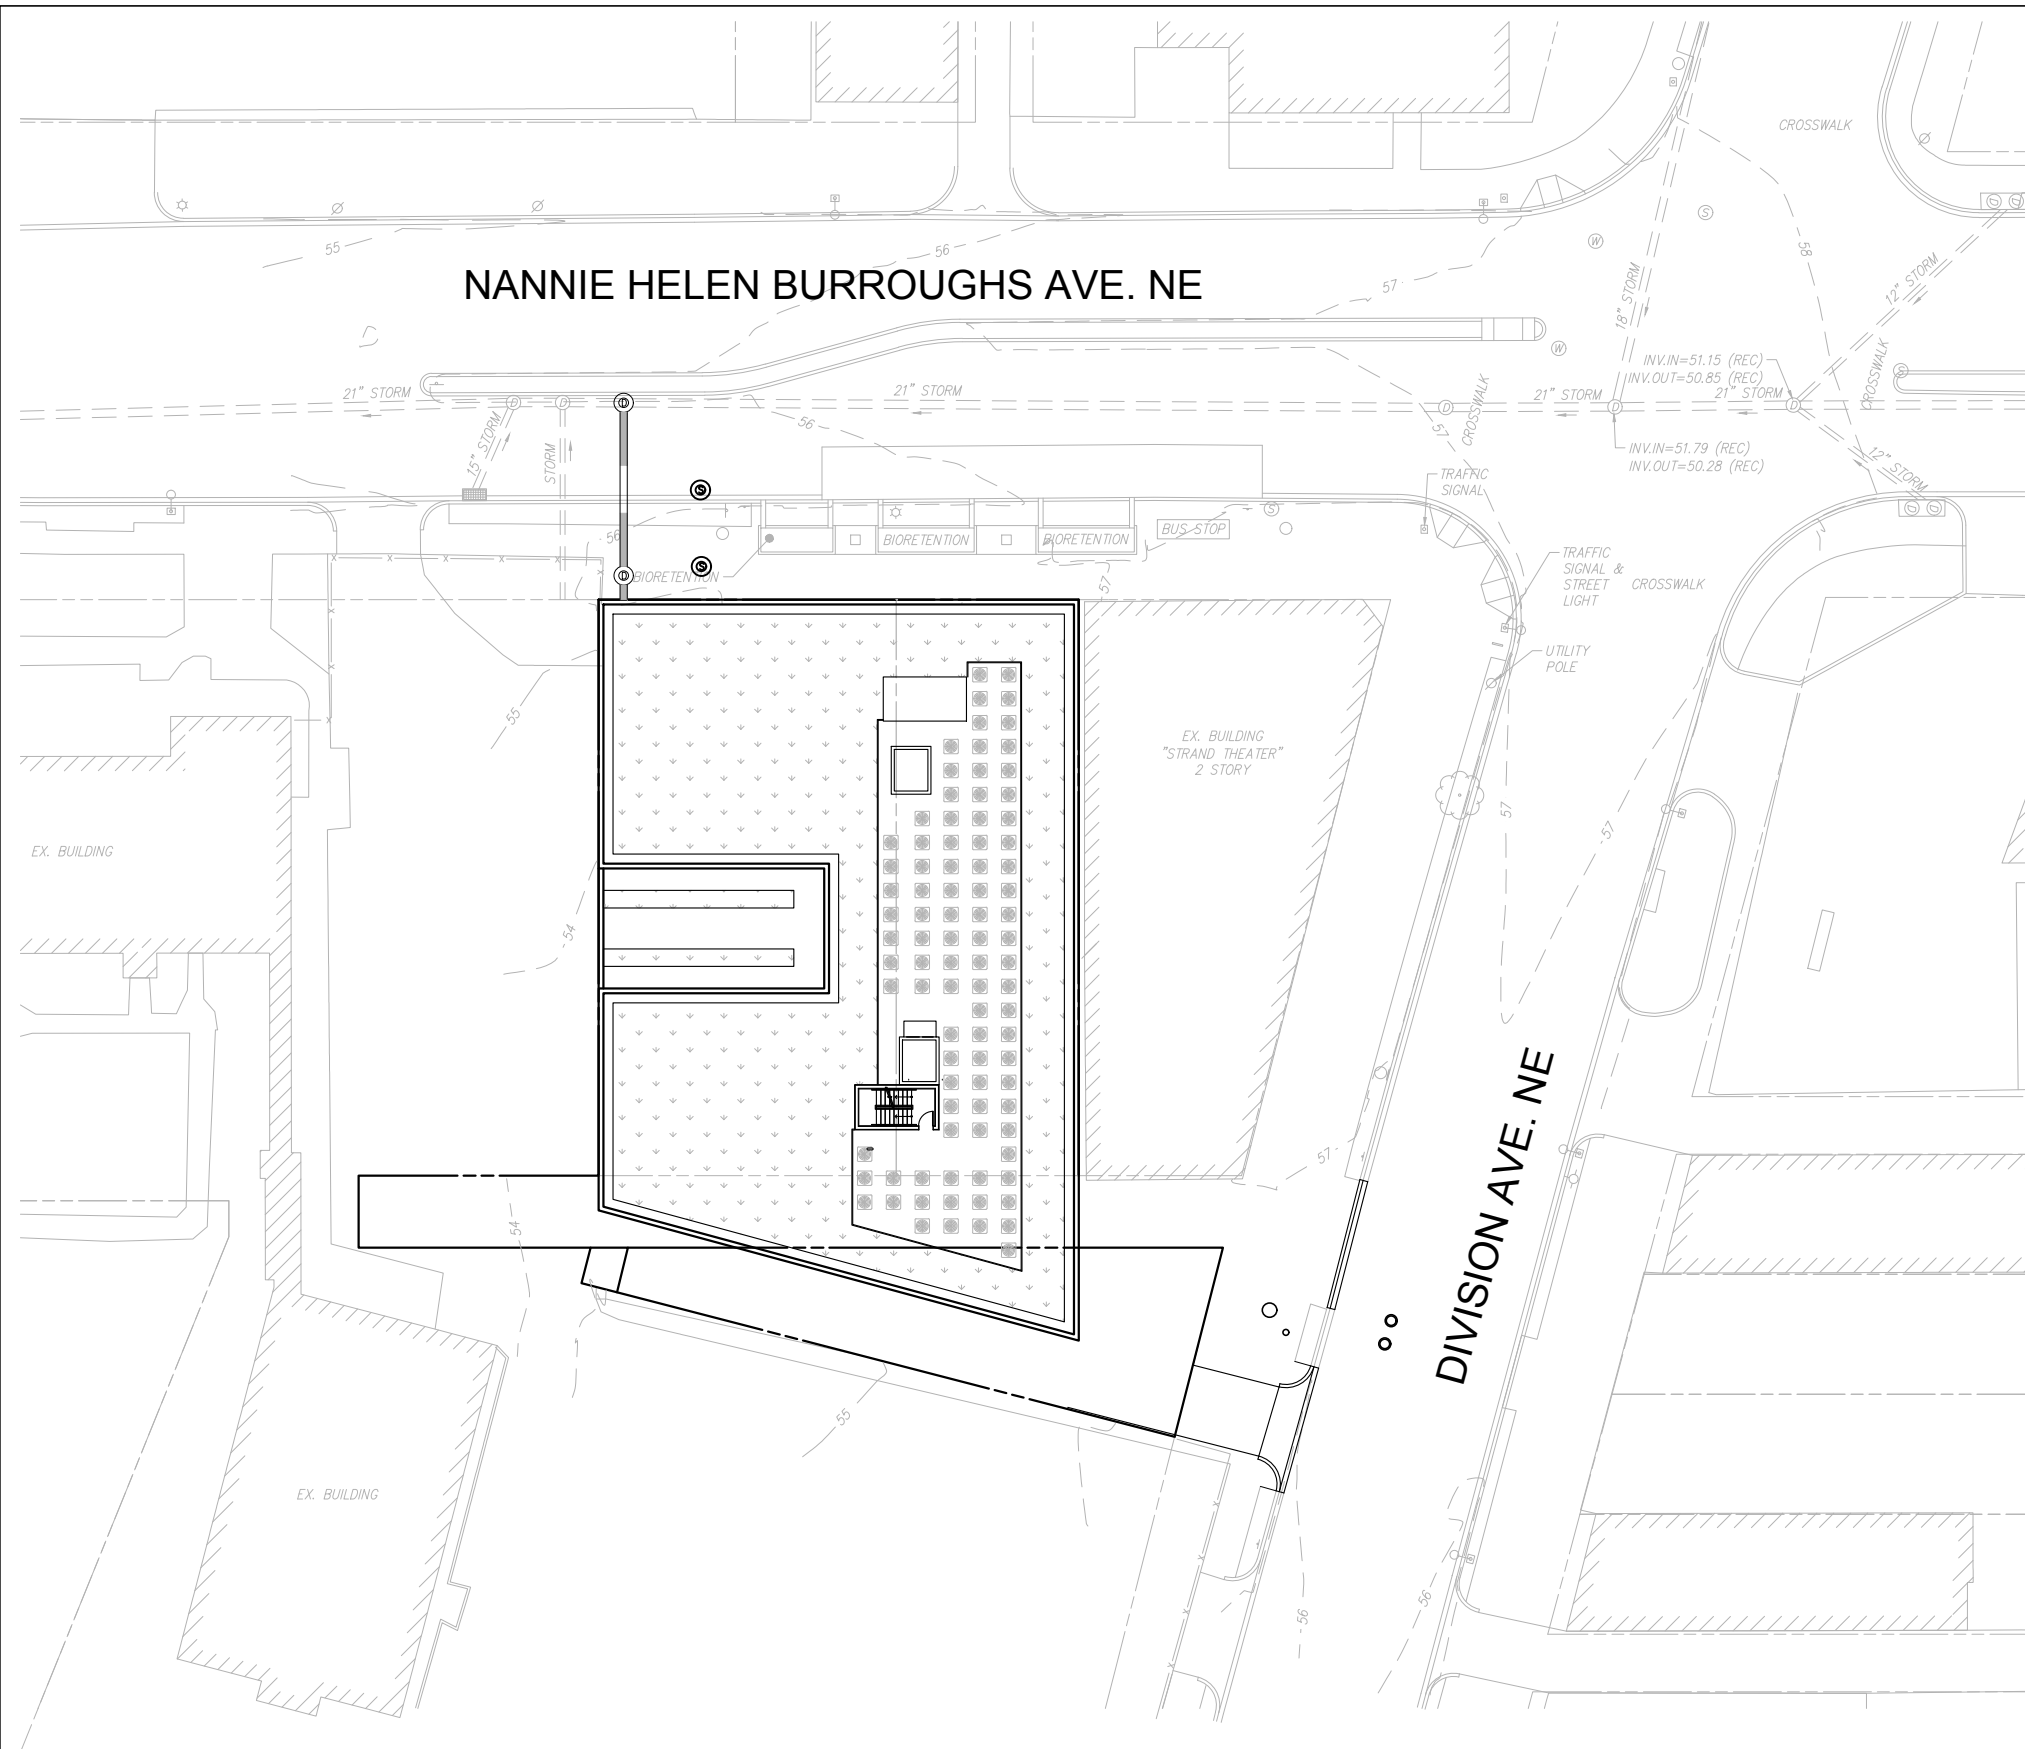 CROSSWALK
55
56
58
NANNIE HELEN BURROUGHS AVE. NE
57
12" STORM
18" STORM
INV.IN=51.15 (REC)
INV.OUT=50.85 (REC)
CROSSWALK
21" STORM
21" STORM
21" STORM
21" STORM
D
D
D
D
15" STORM
STORM
56
57
CROSSWALK
INV.IN=51.79 (REC)
INV.OUT=50.28 (REC)
12" STORM
TRAFFIC
SIGNAL
BUS STOP
56
BIORETENTION
BIORETENTION
BIORETENTION
57
TRAFFIC
SIGNAL &
STREET
LIGHT
CROSSWALK
UTILITY
POLE
55
EX. BUILDING
"STRAND THEATER"
2 STORY
57
57
EX. BUILDING
54
57
54
DIVISION AVE. NE
55
EX. BUILDING
56
56